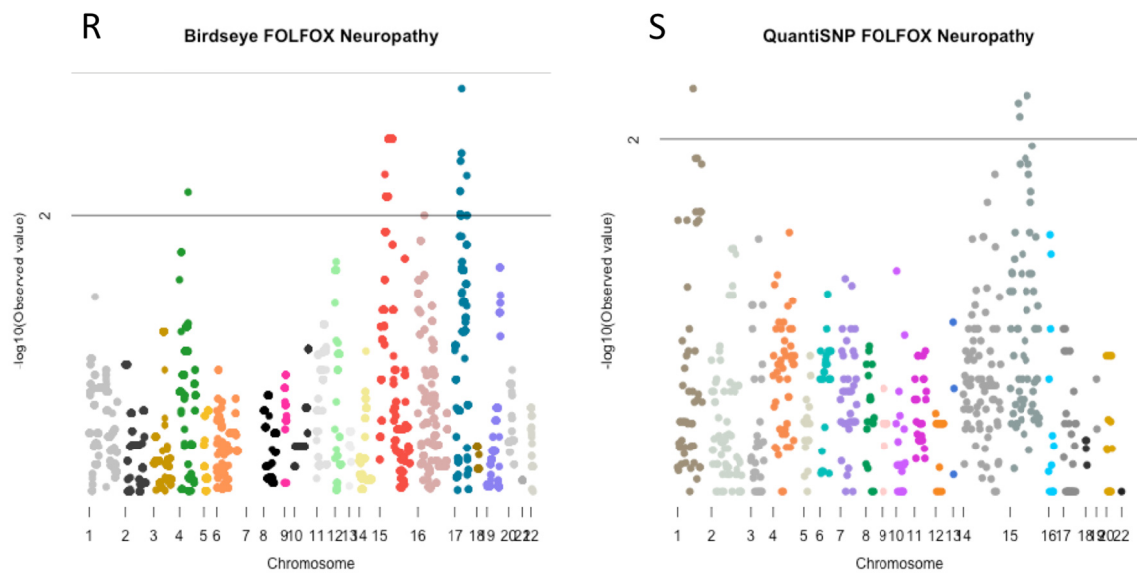 R
Birdseye FOLFOX Neuropathy
2
-log10(Observed value)
1 2 3 4 5 6 7 8 9 10 11 12 13 14 15 16 17 18 19 20 21 22
Chromosome
S
QuantiSNP FOLFOX Neuropathy
2
-log10(Observed value)
1 2 3 4 5 6 7 8 9 10 11 12 13 14 15 16 17 18 19 20 22
Chromosome